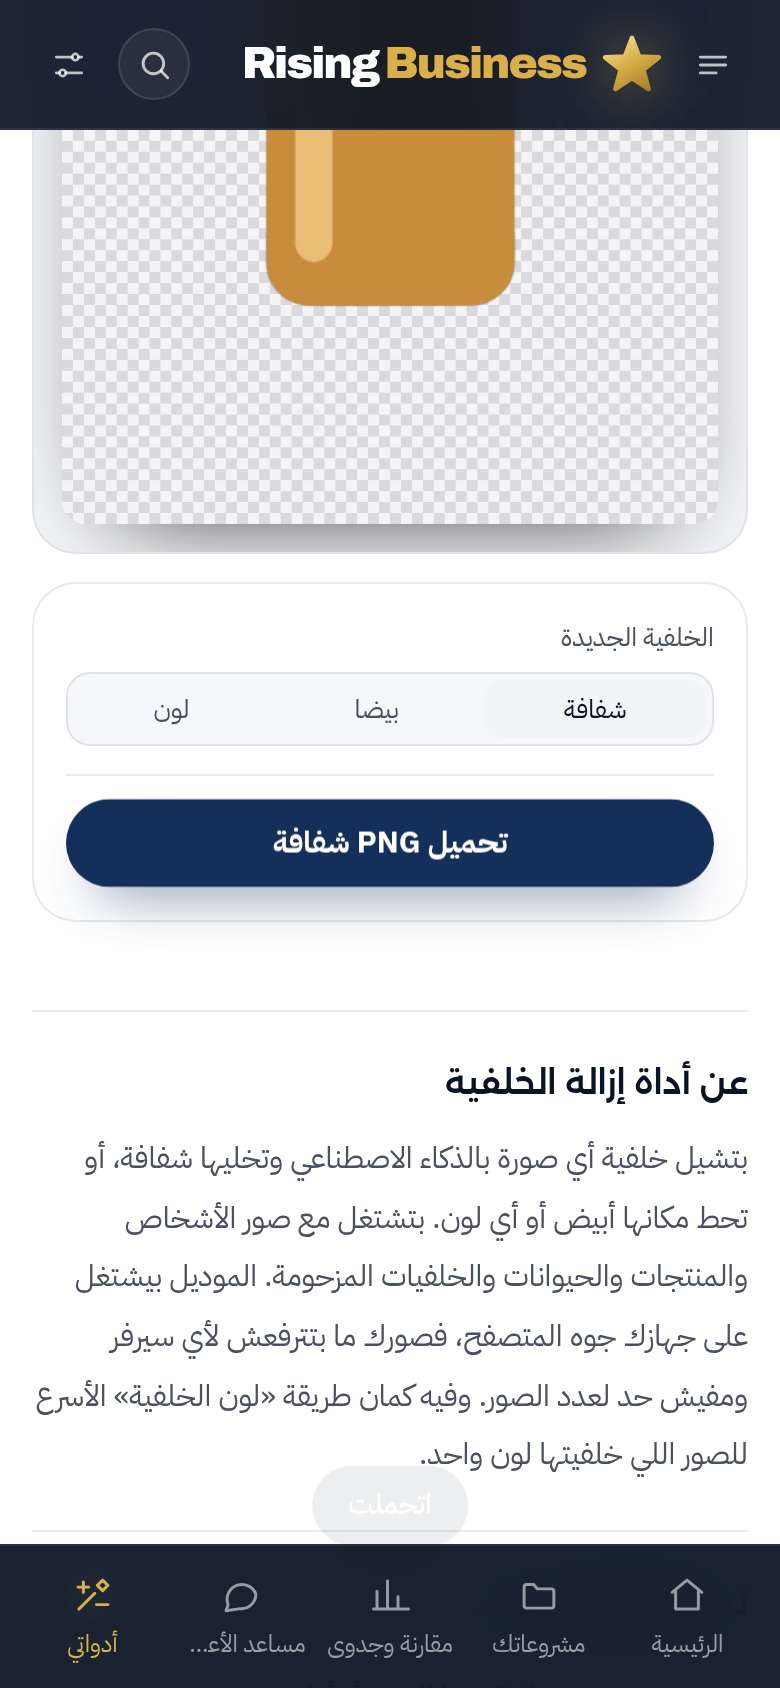 Rising Business
الخلفية الجديدة
شفافة
بيضا
لون
تحميل PNG شفافة
عن أداة إزالة الخلفية
بتشيل خلفية أي صورة بالذكاء الاصطناعي وتخليها شفافة، أو
تحط مكانها أبيض أو أي لون. بتشتغل مع صور الأشخاص
والمنتجات والحيوانات والخلفيات المزحومة. الموديل بيشتغل
على جهازك جوه المتصفح، فصورك ما بتترفعش لأي سيرفر
ومفيش حد لعدد الصور. وفيه كمان طريقة «لون الخلفية» الأسرع
للصور اللي خلفيتها لون واحد.
اتحملت
الرئيسية
مشروعاتك
مقارنة وجدوى
مساعد الأع...
أدواتي